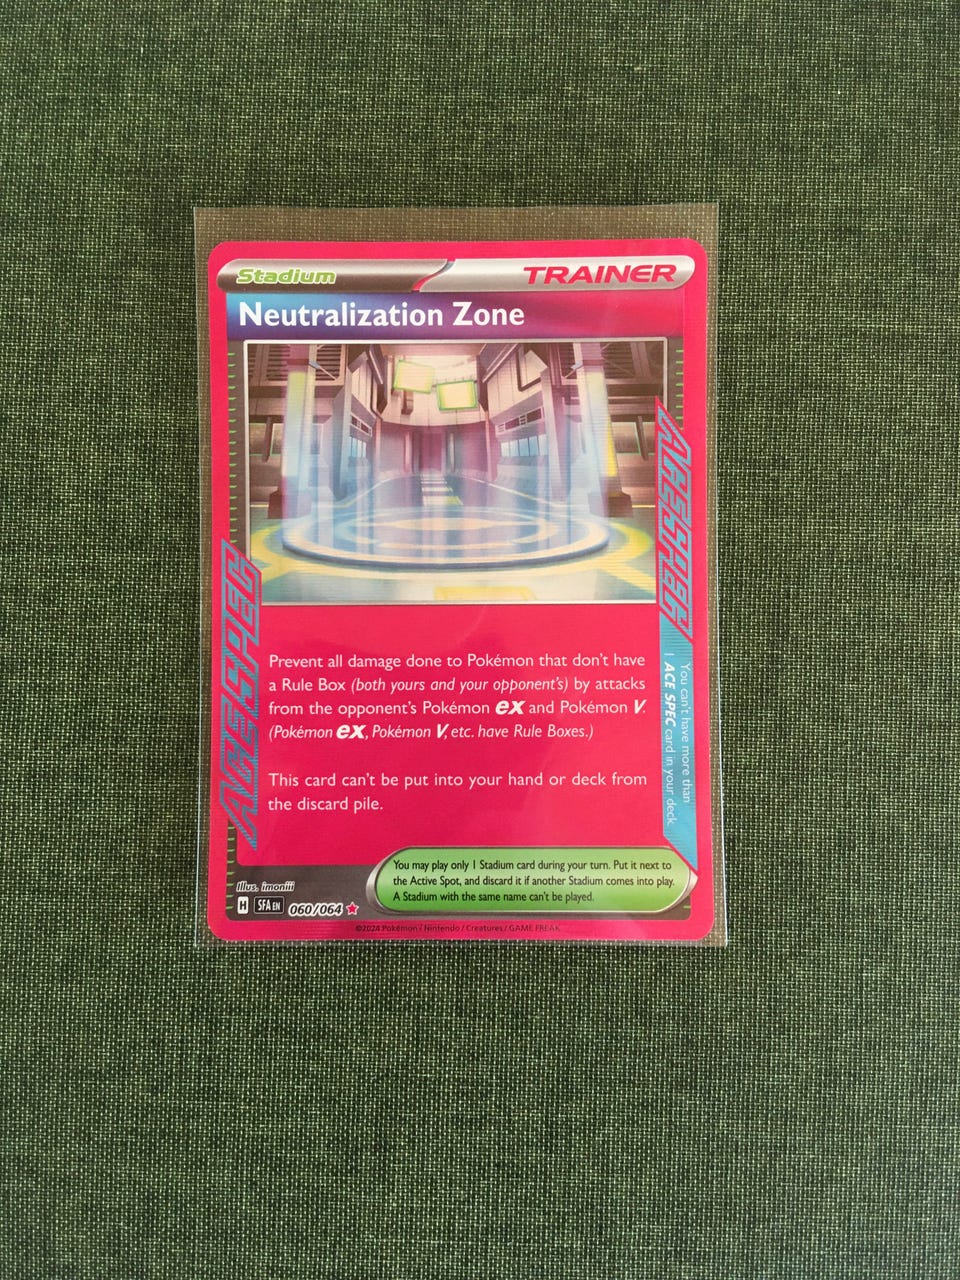 Stadium
TRAINER
Neutralization Zone
ACE SPEC
ACE SPEC
Prevent all damage done to Pokémon that don't have
a Rule Box (both yours and your opponent's) by attacks
from the opponent's Pokémon ex and Pokémon V.
(Pokémon ex, Pokémon V, etc. have Rule Boxes.)
This card can't be put into your hand or deck from
the discard pile.
You can't have more than
1 ACE SPEC card in your deck.
You may play only 1 Stadium card during your turn. Put it next to
the Active Spot, and discard it if another Stadium comes into play.
A Stadium with the same name can't be played.
Illus. imoniii
H SFA EN 060/064
©2024 Pokémon / Nintendo / Creatures / GAME FREAK